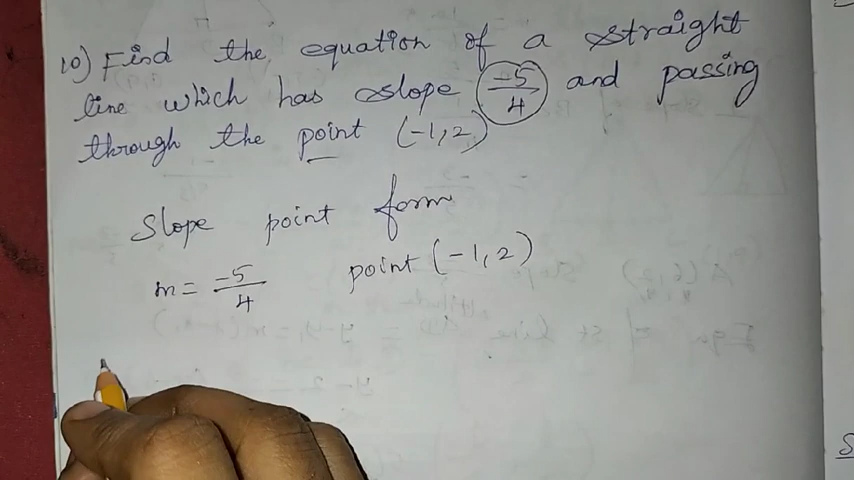 10) Find the equation of a straight
line which has slope -5/4 and passing
through the point (-1,2)
Slope point form
m = -5/4 point (-1,2)